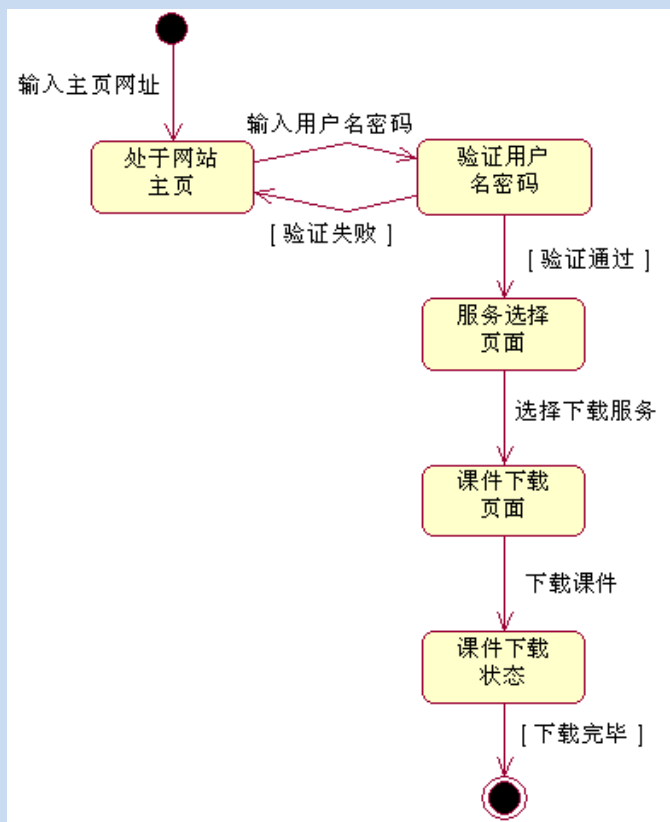 输入主页网址
输入用户名密码
处于网站
主页
验证用户
名密码
[ 验证失败 ]
[ 验证通过 ]
服务选择
页面
选择下载服务
课件下载
页面
下载课件
课件下载
状态
[ 下载完毕 ]